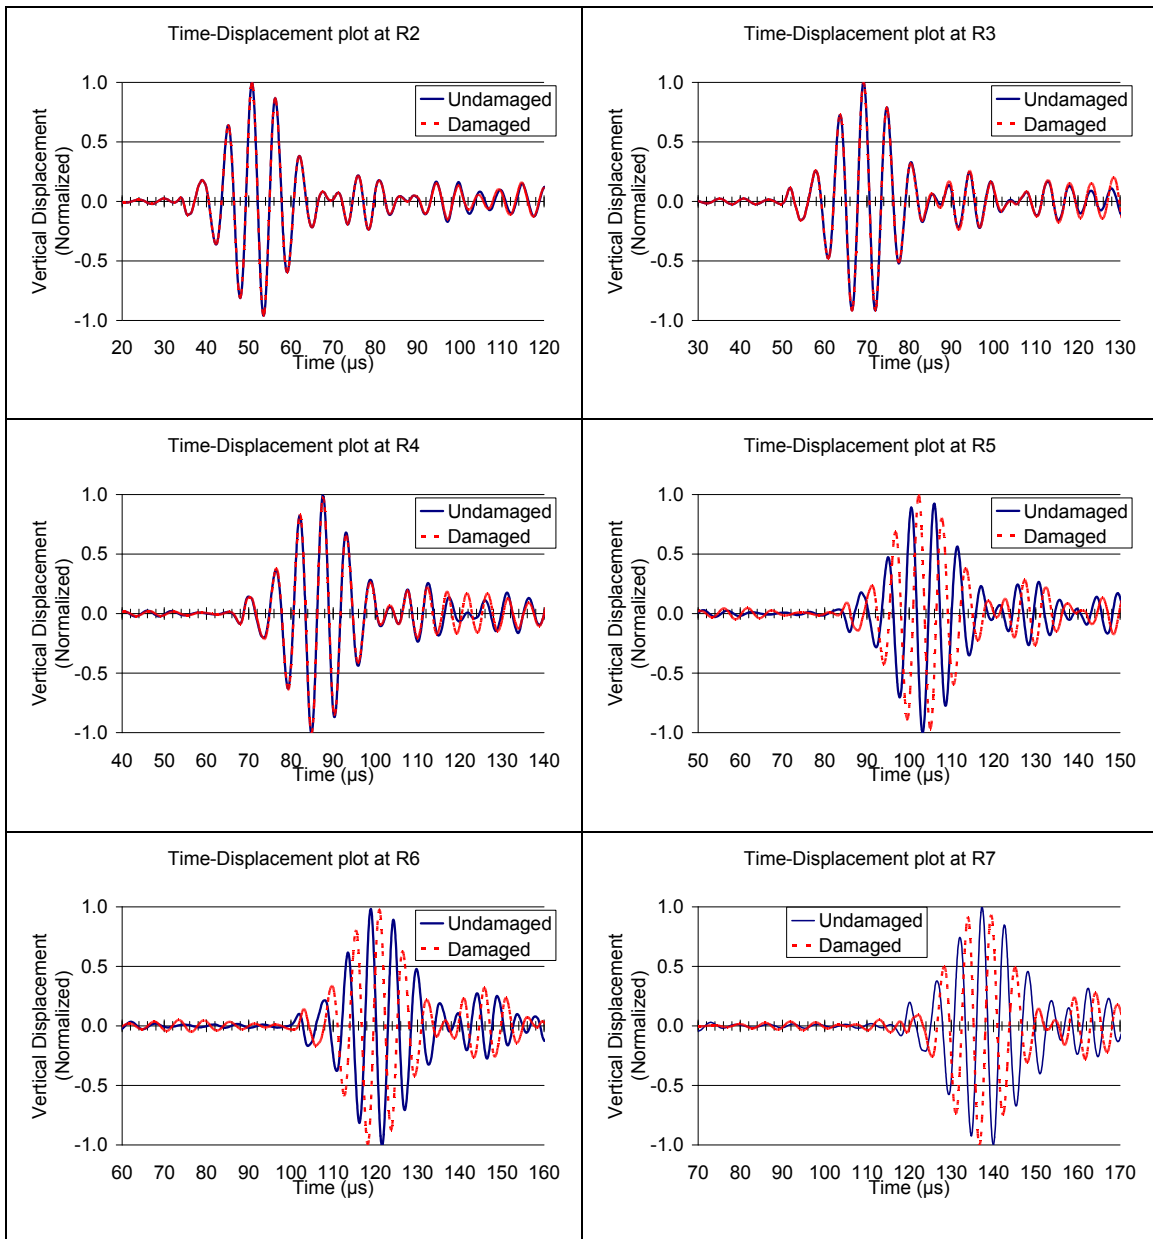 Time-Displacement plot at R2
Vertical Displacement
(Normalized)
1.0
0.5
0.0
-0.5
-1.0
Undamaged
Damaged
20 30 40 50 60 70 80 90 100 110 120
Time (µs)
Time-Displacement plot at R3
Vertical Displacement
(Normalized)
1.0
0.5
0.0
-0.5
-1.0
Undamaged
Damaged
30 40 50 60 70 80 90 100 110 120 130
Time (µs)
Time-Displacement plot at R4
Vertical Displacement
(Normalized)
1.0
0.5
0.0
-0.5
-1.0
Undamaged
Damaged
40 50 60 70 80 90 100 110 120 130 140
Time (µs)
Time-Displacement plot at R5
Vertical Displacement
(Normalized)
1.0
0.5
0.0
-0.5
-1.0
Undamaged
Damaged
50 60 70 80 90 100 110 120 130 140 150
Time (µs)
Time-Displacement plot at R6
Vertical Displacement
(Normalized)
1.0
0.5
0.0
-0.5
-1.0
Undamaged
Damaged
60 70 80 90 100 110 120 130 140 150 160
Time (µs)
Time-Displacement plot at R7
Vertical Displacement
(Normalized)
1.0
0.5
0.0
-0.5
-1.0
Undamaged
Damaged
70 80 90 100 110 120 130 140 150 160 170
Time (µs)